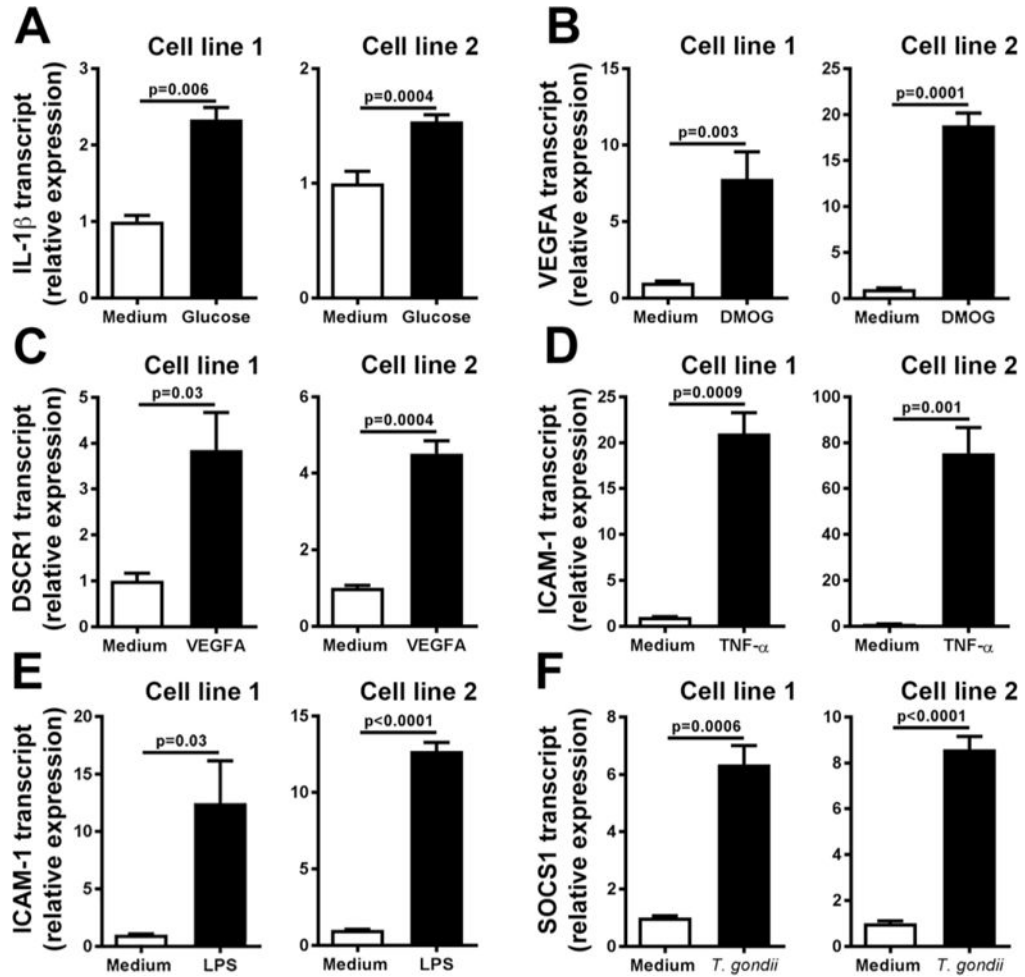 A
Cell line 1
Cell line 2
IL-1β transcript
(relative expression)
3
2
1
0
p=0.006
Medium Glucose
2
1
0
p=0.0004
Medium Glucose
B
Cell line 1
Cell line 2
VEGFA transcript
(relative expression)
15
10
5
0
p=0.003
Medium DMOG
25
20
15
10
5
0
p=0.0001
Medium DMOG
C
Cell line 1
Cell line 2
DSCR1 transcript
(relative expression)
5
4
3
2
1
0
p=0.03
Medium VEGFA
6
4
2
0
p=0.0004
Medium VEGFA
D
Cell line 1
Cell line 2
ICAM-1 transcript
(relative expression)
25
20
15
10
5
0
p=0.0009
Medium TNF-α
100
80
60
40
20
0
p=0.001
Medium TNF-α
E
Cell line 1
Cell line 2
ICAM-1 transcript
(relative expression)
20
15
10
5
0
p=0.03
Medium LPS
15
10
5
0
p<0.0001
Medium LPS
F
Cell line 1
Cell line 2
SOCS1 transcript
(relative expression)
8
6
4
2
0
p=0.0006
Medium T. gondii
10
8
6
4
2
0
p<0.0001
Medium T. gondii